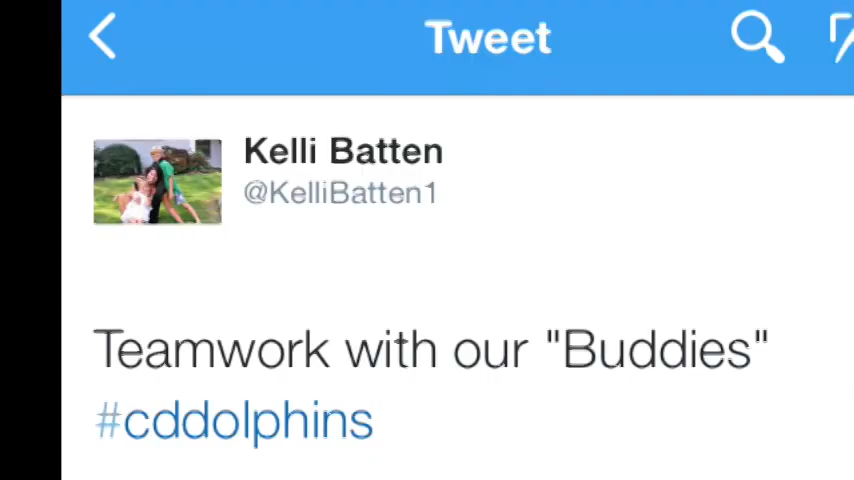 Tweet
Kelli Batten
@KelliBatten1
Teamwork with our "Buddies"
#cddolphins